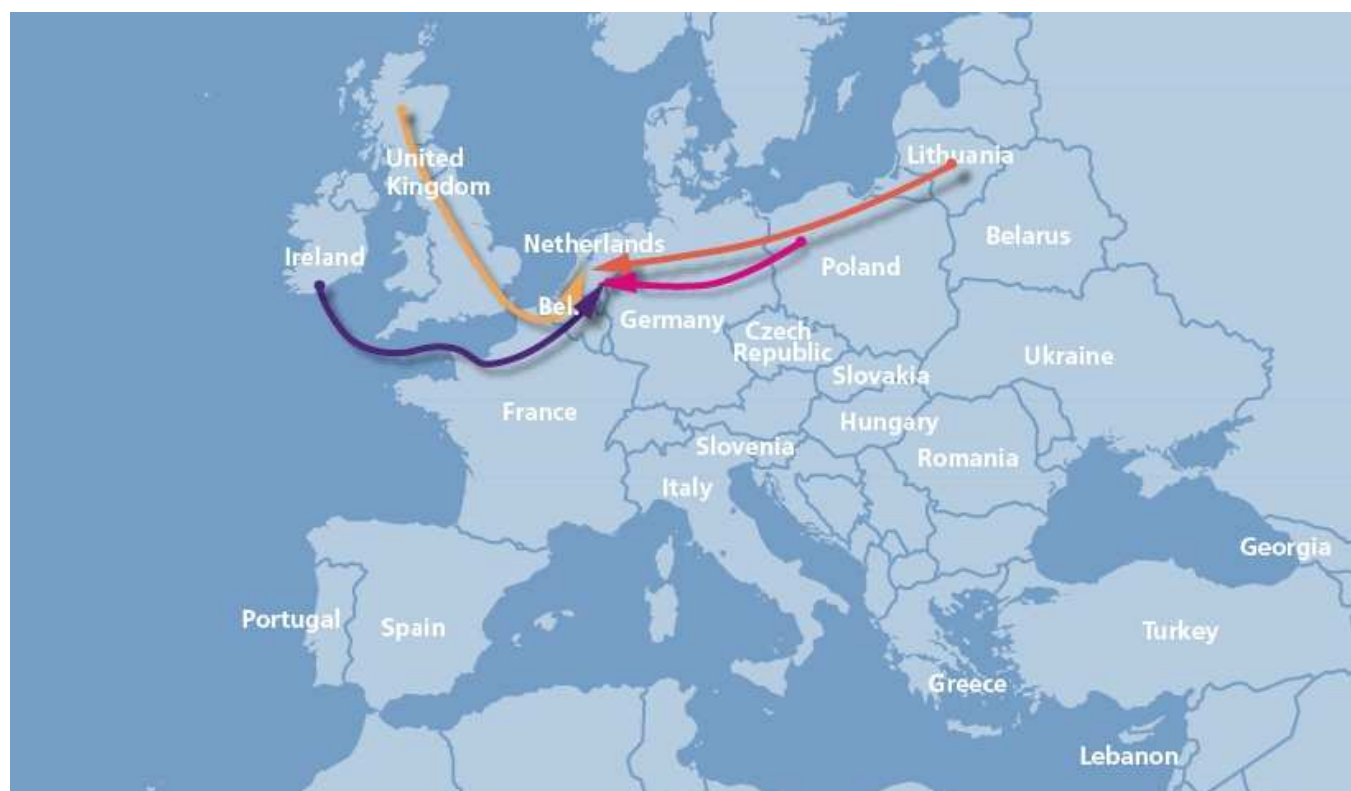 United
Kingdom
Lithuania
Ireland
Netherlands
Belarus
Poland
Bel.
Germany
Czech
Republic
Ukraine
Slovakia
France
Hungary
Slovenia
Romania
Italy
Georgia
Portugal
Spain
Turkey
Greece
Lebanon